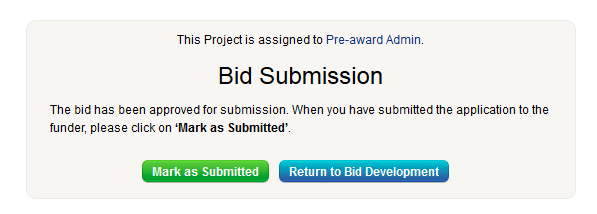 This Project is assigned to Pre-award Admin.
Bid Submission
The bid has been approved for submission. When you have submitted the application to the
funder, please click on ‘Mark as Submitted’.
Mark as Submitted Return to Bid Development